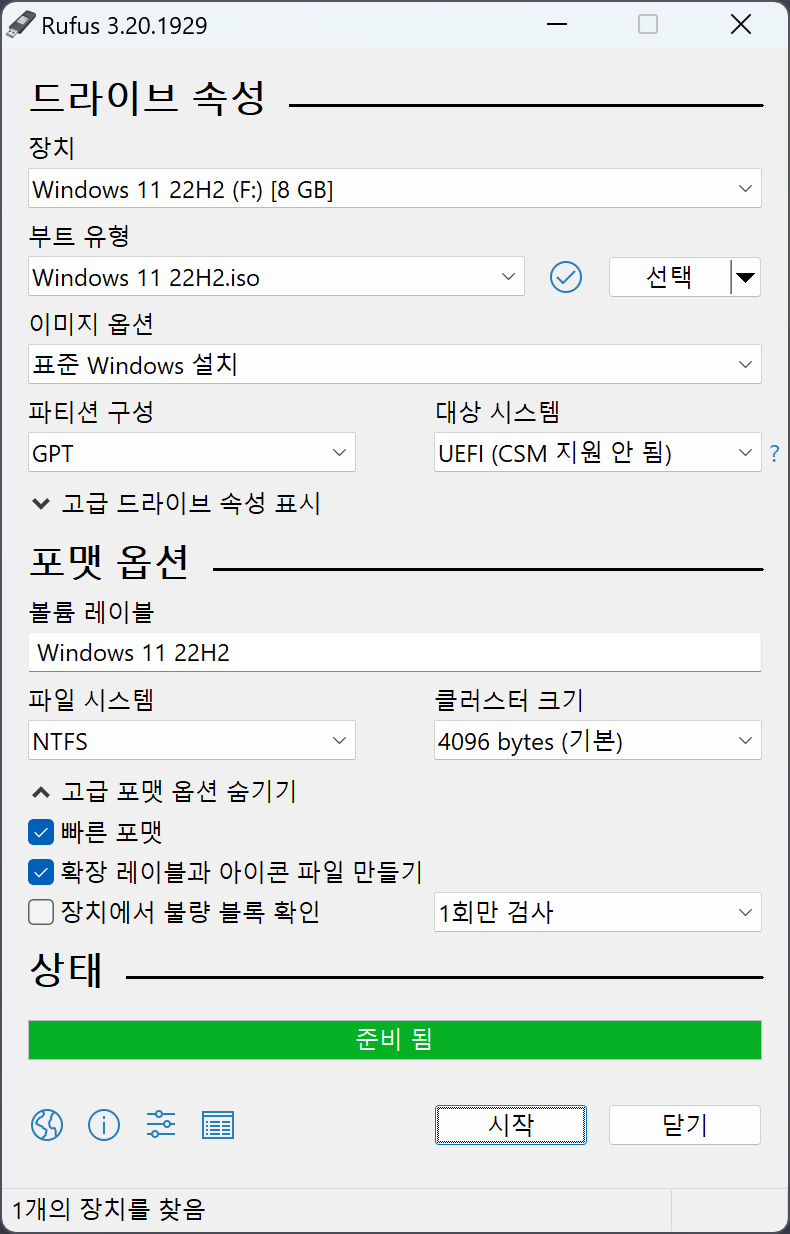 Rufus 3.20.1929
드라이브 속성
장치
Windows 11 22H2 (F:) [8 GB]
부트 유형
Windows 11 22H2.iso
선택
이미지 옵션
표준 Windows 설치
파티션 구성 대상 시스템
GPT UEFI (CSM 지원 안 됨) ?
고급 드라이브 속성 표시
포맷 옵션
볼륨 레이블
Windows 11 22H2
파일 시스템 클러스터 크기
NTFS 4096 bytes (기본)
고급 포맷 옵션 숨기기
빠른 포맷
확장 레이블과 아이콘 파일 만들기
장치에서 불량 블록 확인 1회만 검사
상태
준비 됨
시작 닫기
1개의 장치를 찾음